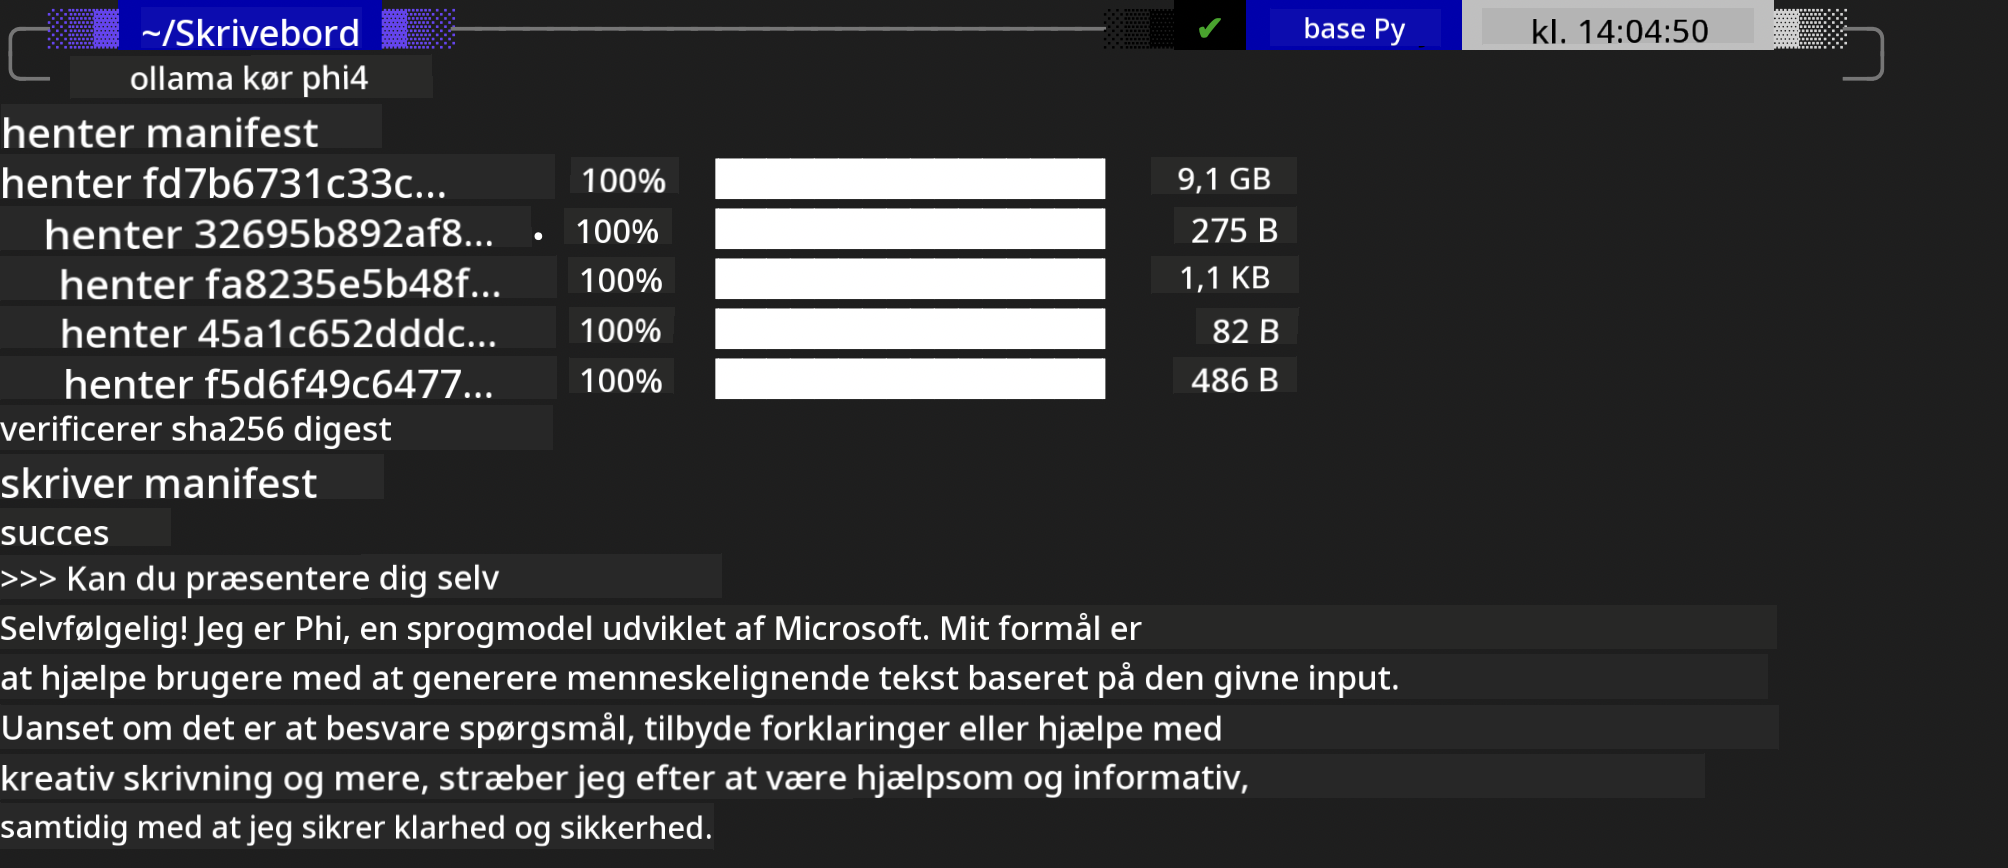 ~/Skrivebord ✔ base Py kl. 14:04:50
ollama kør phi4
henter manifest
henter fd7b6731c33c... 100% 9,1 GB
henter 32695b892af8... 100% 275 B
henter fa8235e5b48f... 100% 1,1 KB
henter 45a1c652dddc... 100% 82 B
henter f5d6f49c6477... 100% 486 B
verificerer sha256 digest
skriver manifest
succes
>>> Kan du præsentere dig selv
Selvfølgelig! Jeg er Phi, en sprogmodel udviklet af Microsoft. Mit formål er
at hjælpe brugere med at generere menneskelignende tekst baseret på den givne input.
Uanset om det er at besvare spørgsmål, tilbyde forklaringer eller hjælpe med
kreativ skrivning og mere, stræber jeg efter at være hjælpsom og informativ,
samtidig med at jeg sikrer klarhed og sikkerhed.